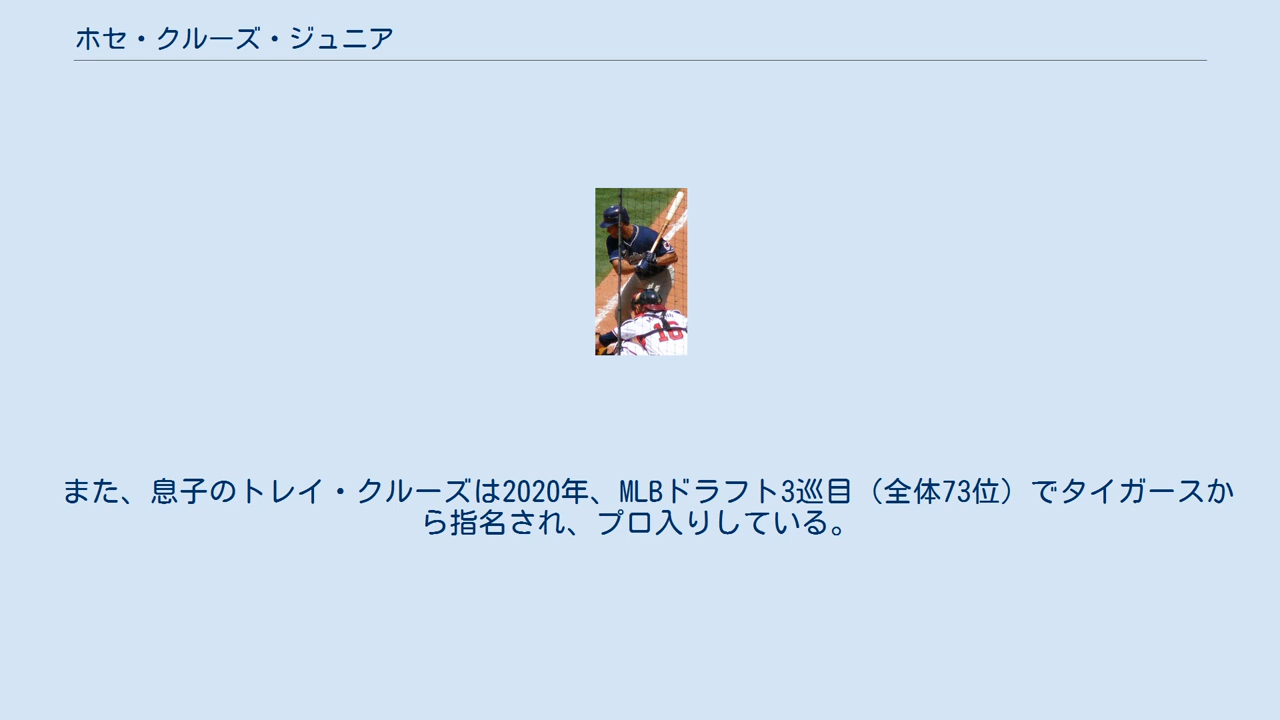 ホセ・クルーズ・ジュニア
また、息子のトレイ・クルーズは2020年、MLBドラフト3巡目（全体73位）でタイガースか
ら指名され、プロ入りしている。
16